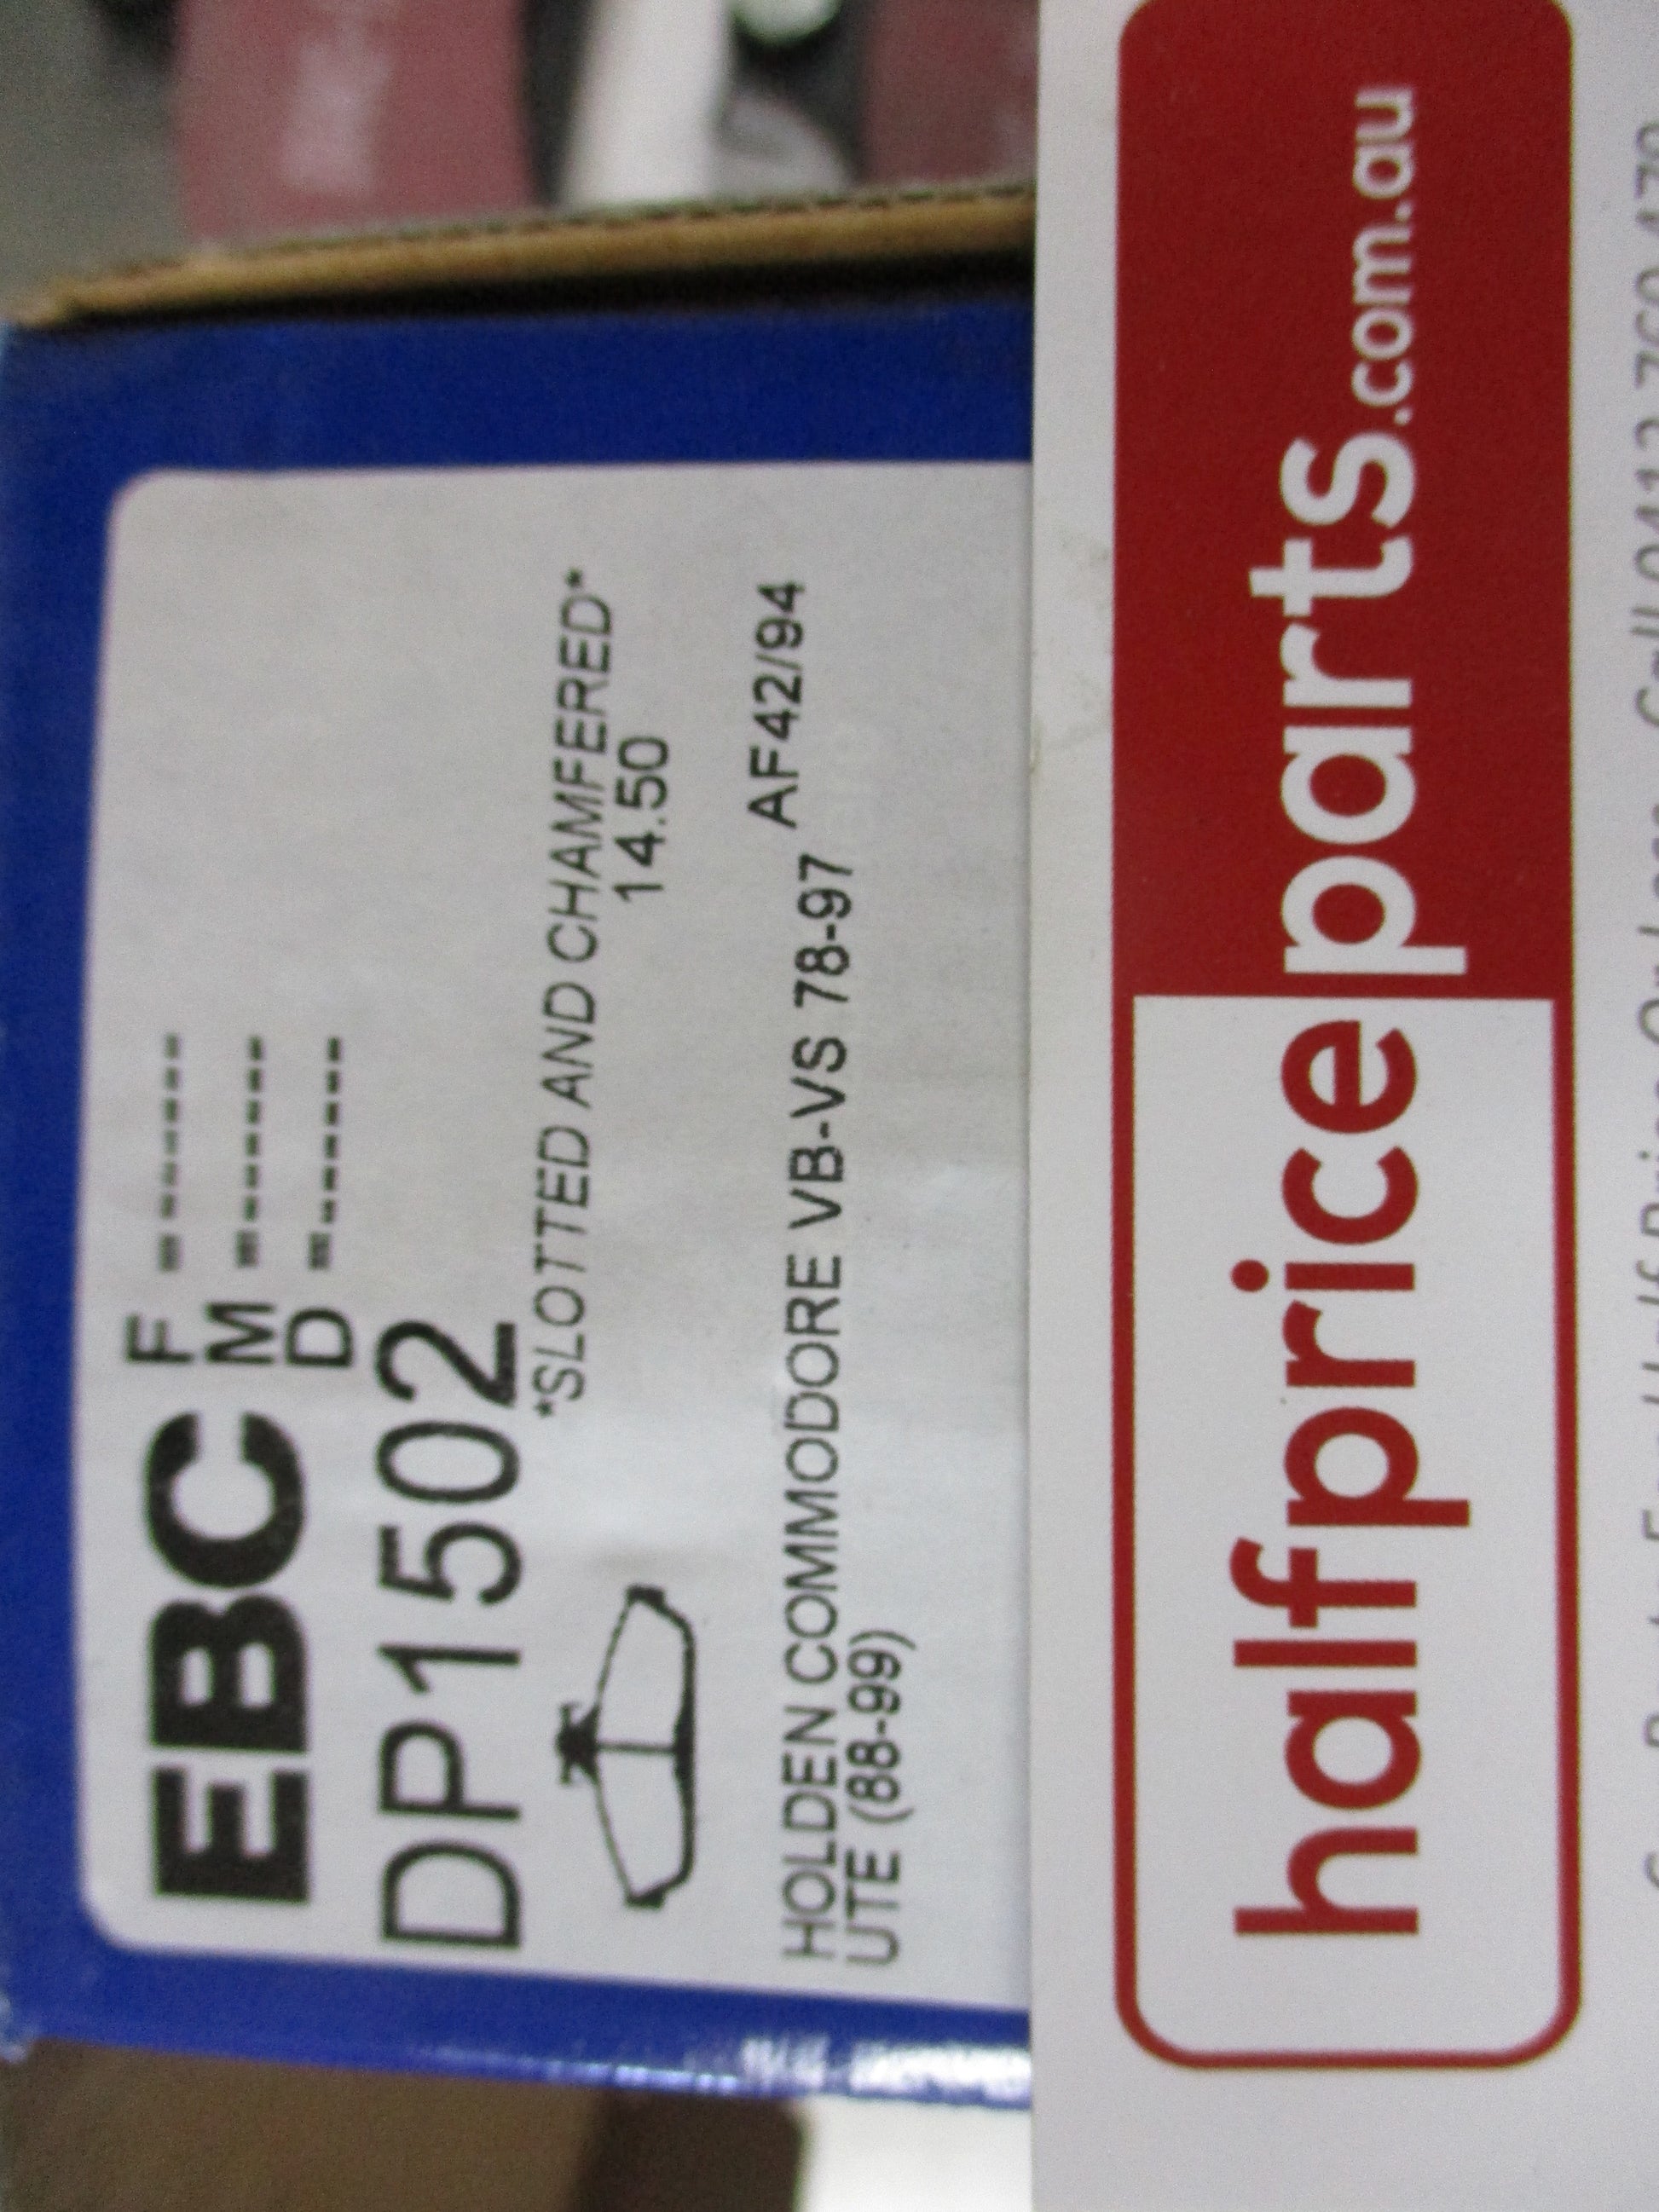 EBC
F -------
M -------
D -------
DP1502
*SLOTTED AND CHAMFERED*
14.50
HOLDEN COMMODORE VB-VS 78-97 AF42/94
UTE (88-99)
halfpriceparts.com.au